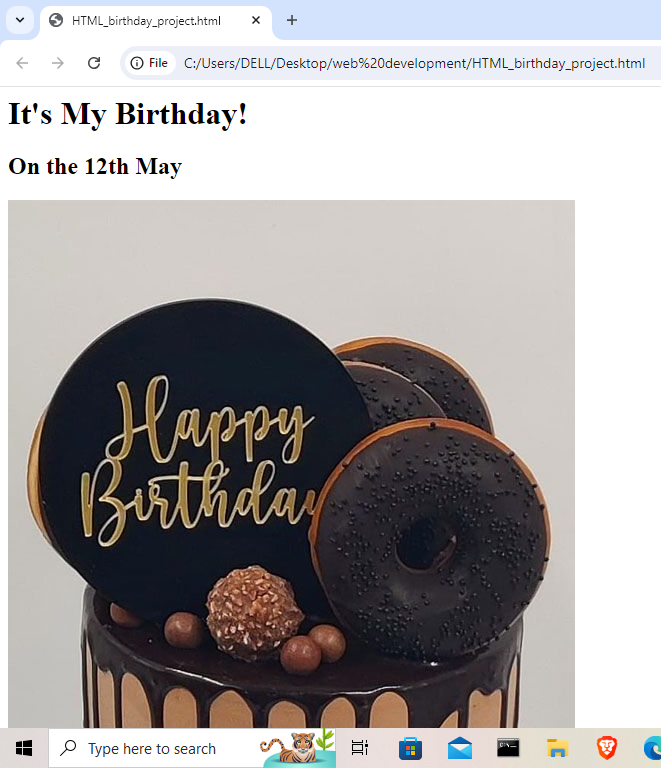 HTML_birthday_project.html
File
C:/Users/DELL/Desktop/web%20development/HTML_birthday_project.html
It's My Birthday!
On the 12th May
Happy
Birthday
Type here to search